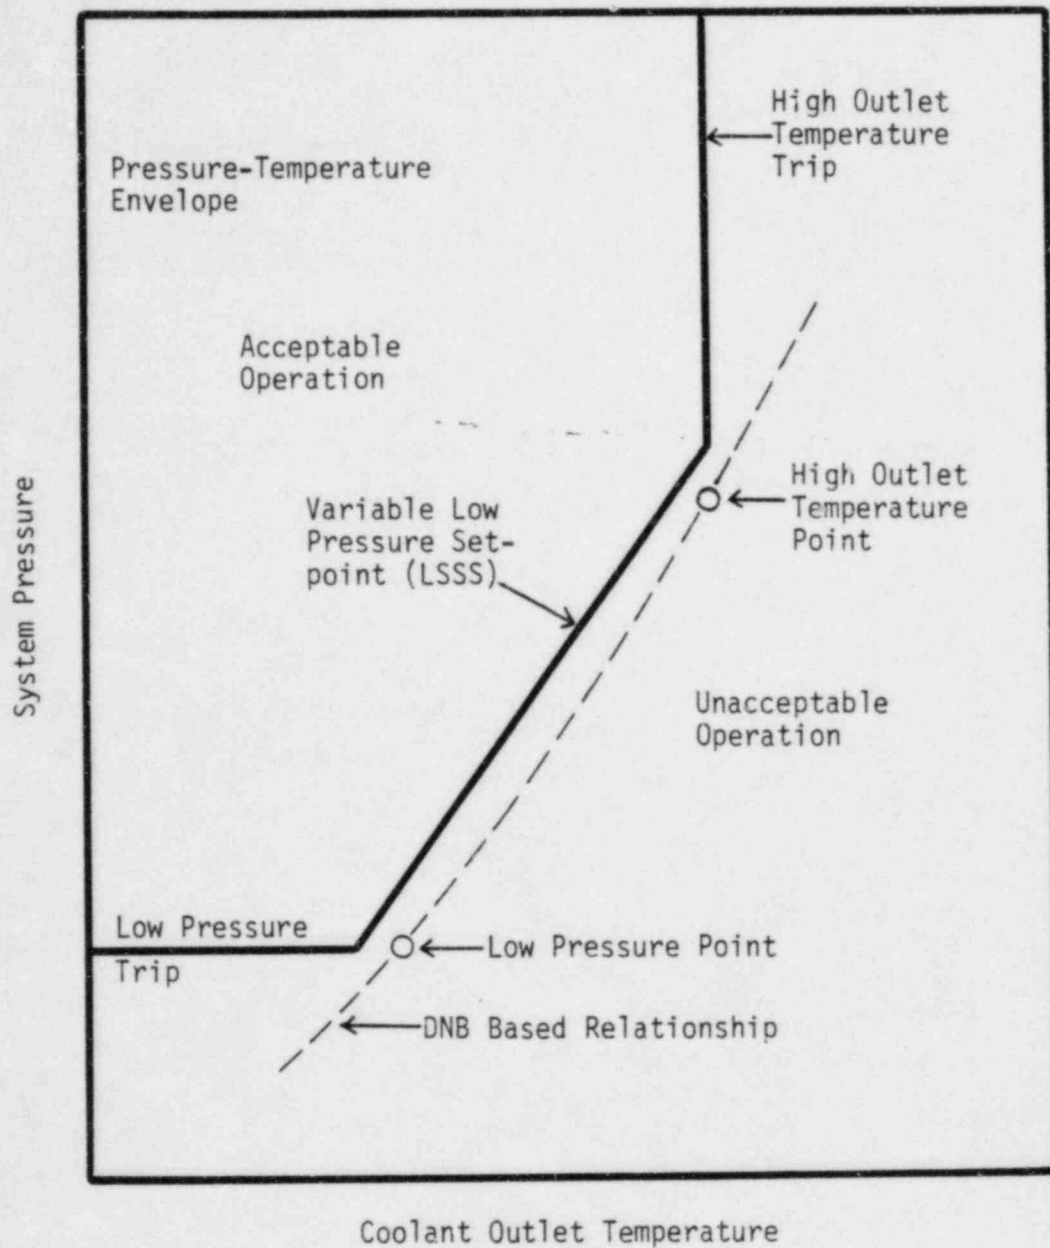 High Outlet
Temperature
Trip
Pressure-Temperature
Envelope
Acceptable
Operation
High Outlet
Temperature
Point
Variable Low
Pressure Set-
point (LSSS)
System Pressure
Unacceptable
Operation
Low Pressure
Trip
Low Pressure Point
DNB Based Relationship
Coolant Outlet Temperature